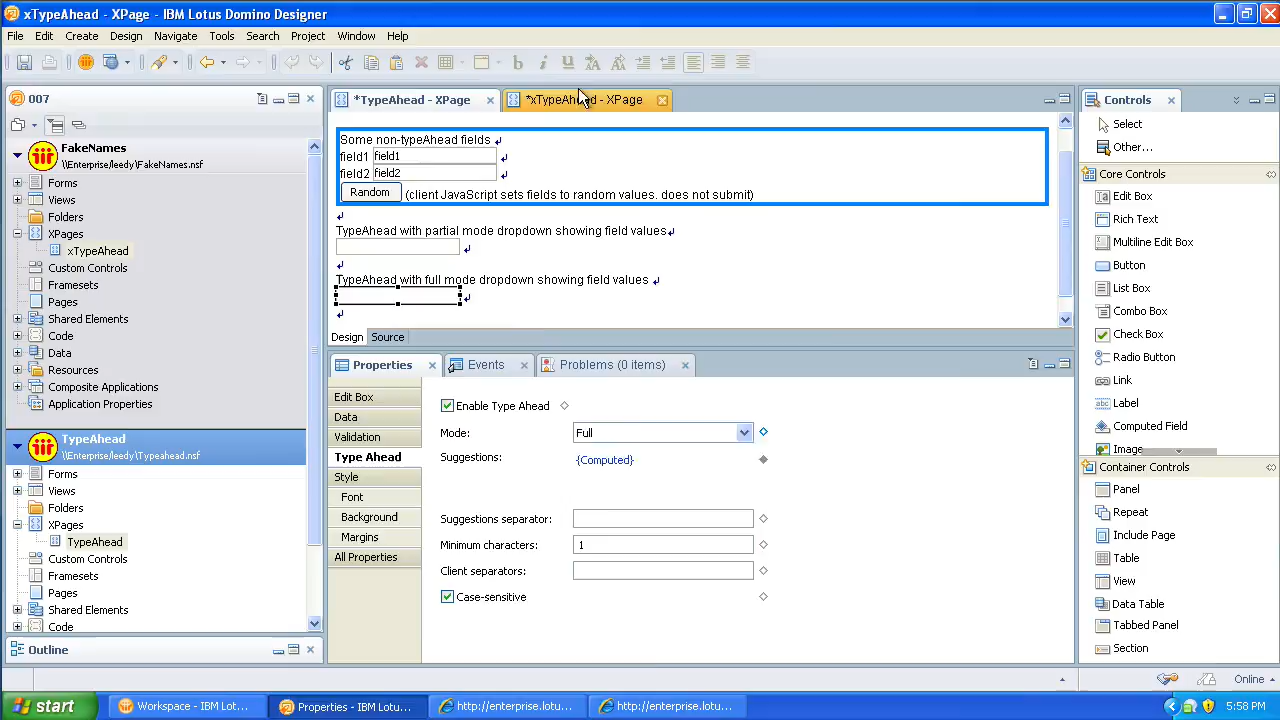 xTypeAhead - XPage - IBM Lotus Domino Designer
File Edit Create Design Navigate Tools Search Project Window Help
007
FakeNames
\\Enterprise/leedy/FakeNames.nsf
Forms
Views
Folders
XPages
xTypeAhead
Custom Controls
Framesets
Pages
Shared Elements
Code
Data
Resources
Composite Applications
Application Properties
TypeAhead
\\Enterprise/leedy/Typeahead.nsf
Forms
Views
Folders
XPages
TypeAhead
Custom Controls
Framesets
Pages
Shared Elements
Code
Outline
*TypeAhead - XPage
*xTypeAhead - XPage
Some non-typeAhead fields
field1 field1
field2 field2
Random (client JavaScript sets fields to random values. does not submit)
TypeAhead with partial mode dropdown showing field values
TypeAhead with full mode dropdown showing field values
Design Source
Properties Events Problems (0 items)
Edit Box
Data
Validation
Type Ahead
Style
Font
Background
Margins
All Properties
Enable Type Ahead
Mode: Full
Suggestions: {Computed}
Suggestions separator:
Minimum characters: 1
Client separators:
Case-sensitive
Controls
Select
Other...
Core Controls
Edit Box
Rich Text
Multiline Edit Box
Button
List Box
Combo Box
Check Box
Radio Button
Link
Label
Computed Field
Image
Container Controls
Panel
Repeat
Include Page
Table
View
Data Table
Tabbed Panel
Section
Online
start Workspace - IBM Lot... Properties - IBM Lotu... http://enterprise.lotu... http://enterprise.lotu... 5:58 PM